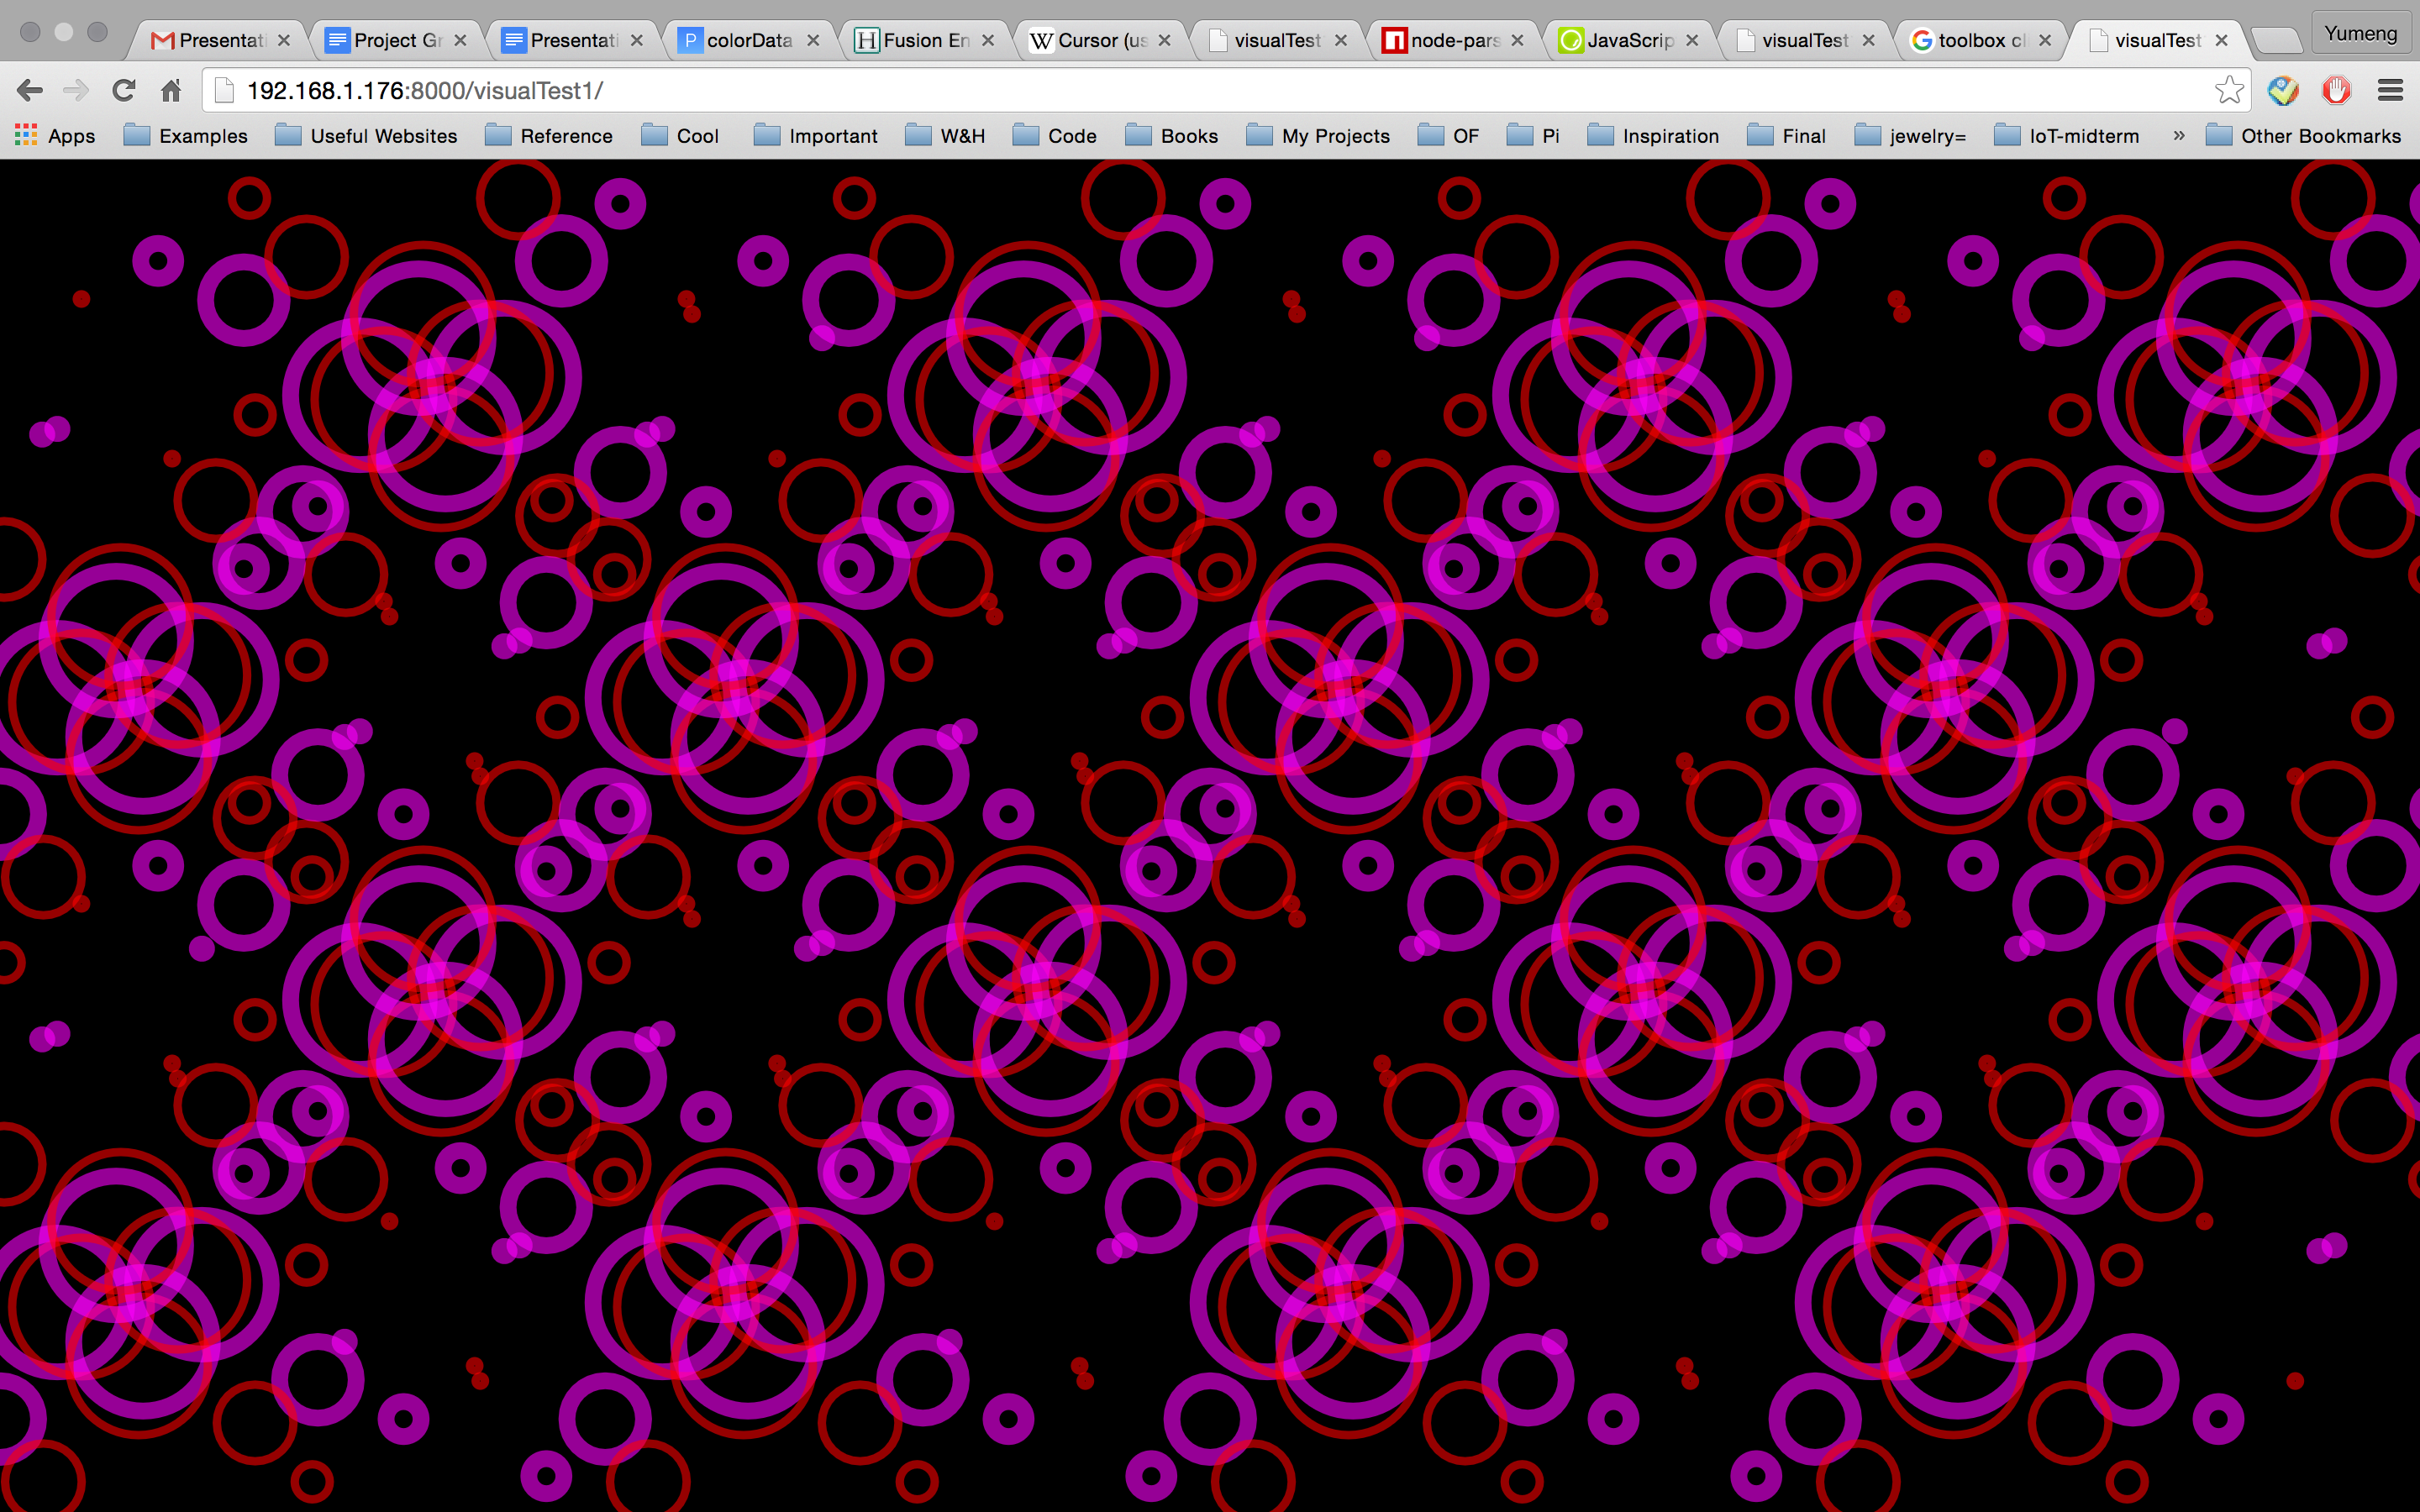 Presentati Project Gr Presentati colorData Fusion En Cursor (us visualTest node-pars JavaScrip visualTest toolbox cl visualTest Yumeng
192.168.1.176:8000/visualTest1/
Apps Examples Useful Websites Reference Cool Important W&H Code Books My Projects OF Pi Inspiration Final jewelry= IoT-midterm » Other Bookmarks